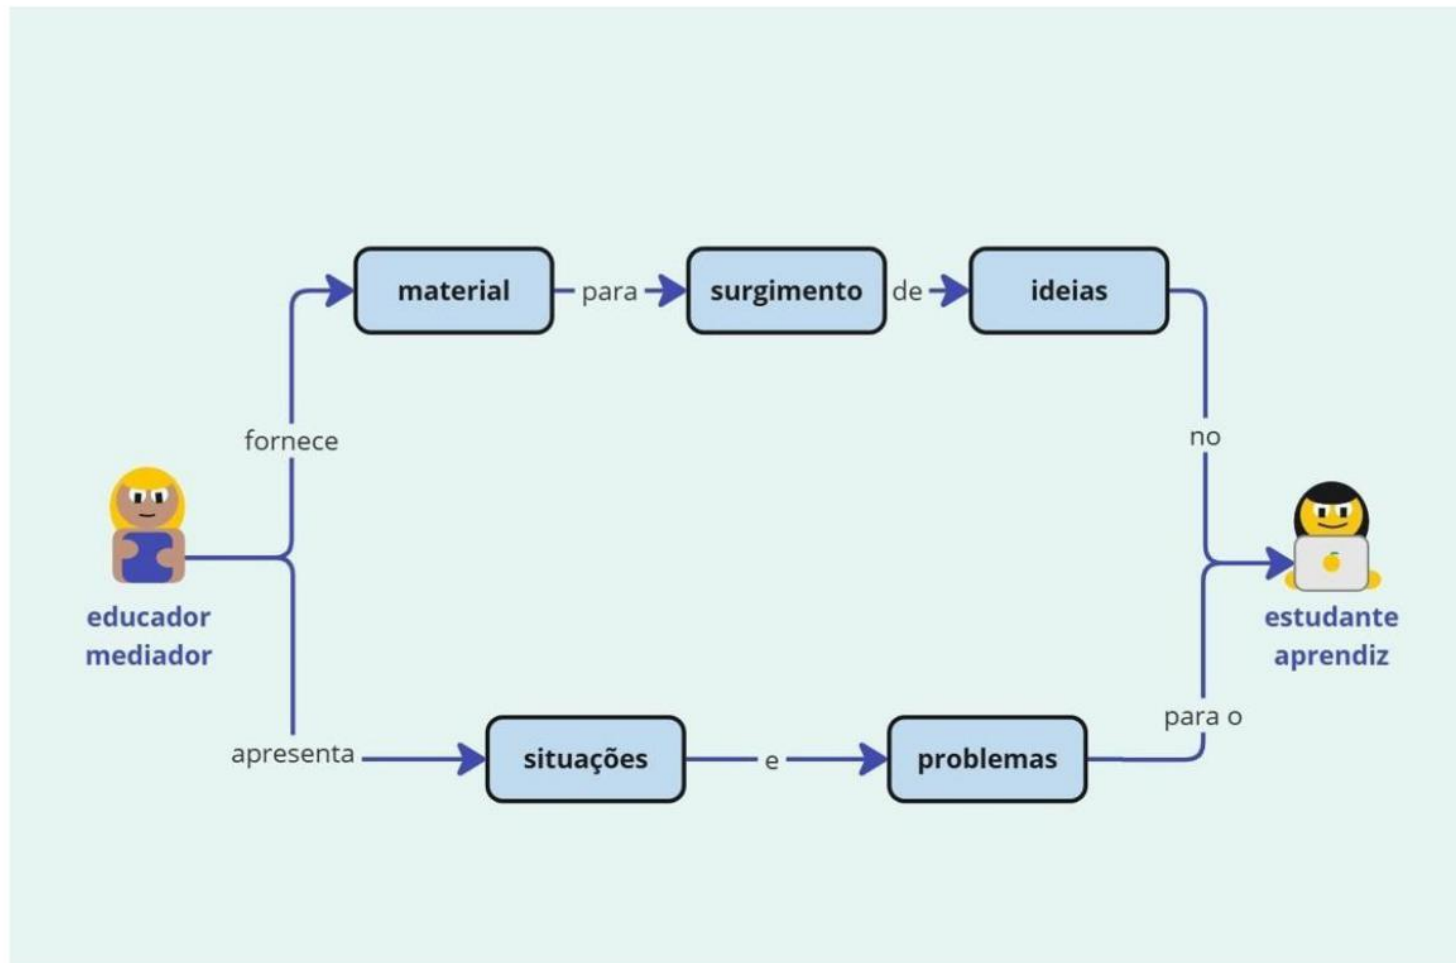 material para surgimento de ideias
fornece
no
educador
mediador
estudante
aprendiz
para o
apresenta situações e problemas